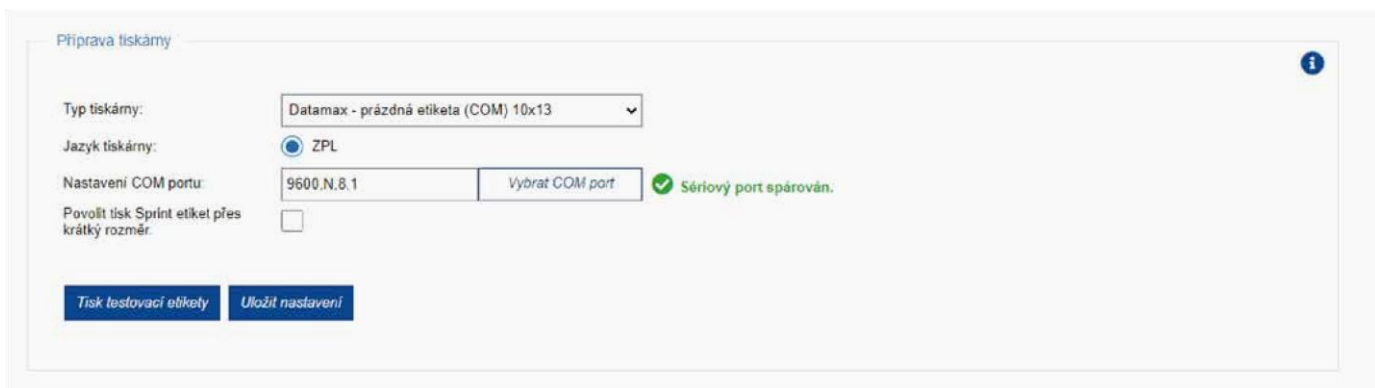 Příprava tiskárny
Typ tiskárny:
Datamax - prázdná etiketa (COM) 10x13
Jazyk tiskárny:
ZPL
Nastavení COM portu:
9600,N,8,1
Vybrat COM port
Sériový port spárován.
Povolit tisk Sprint etiket přes
krátký rozměr.
Tisk testovací etikety
Uložit nastavení